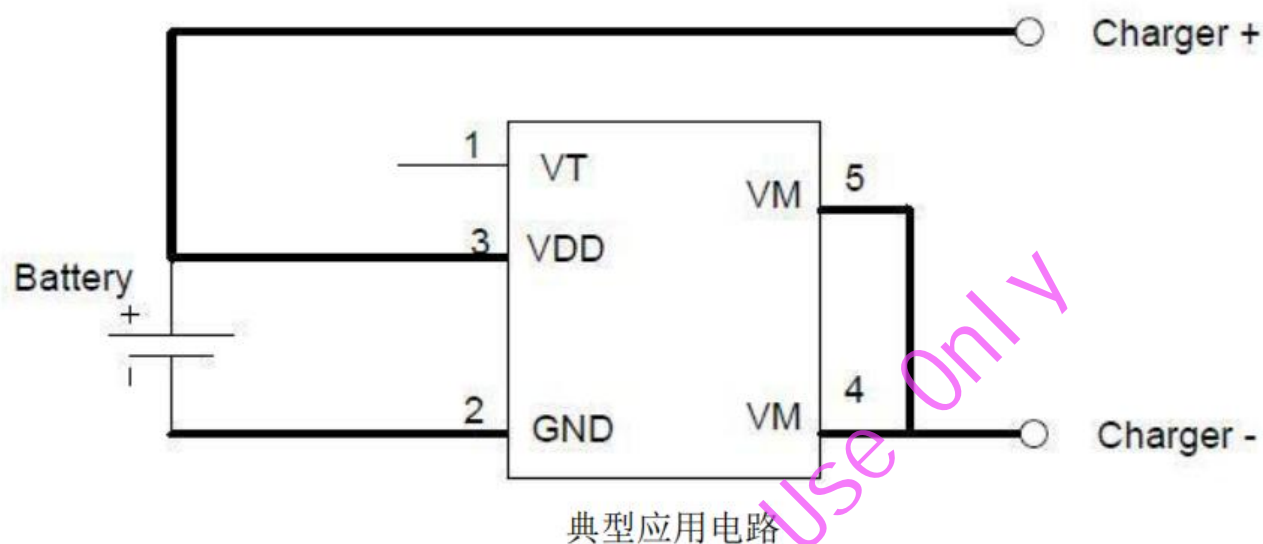 Charger +
1
VT
5
VM
3
VDD
Battery
+
-
2
GND
4
VM
Charger -
Use Only
典型应用电路